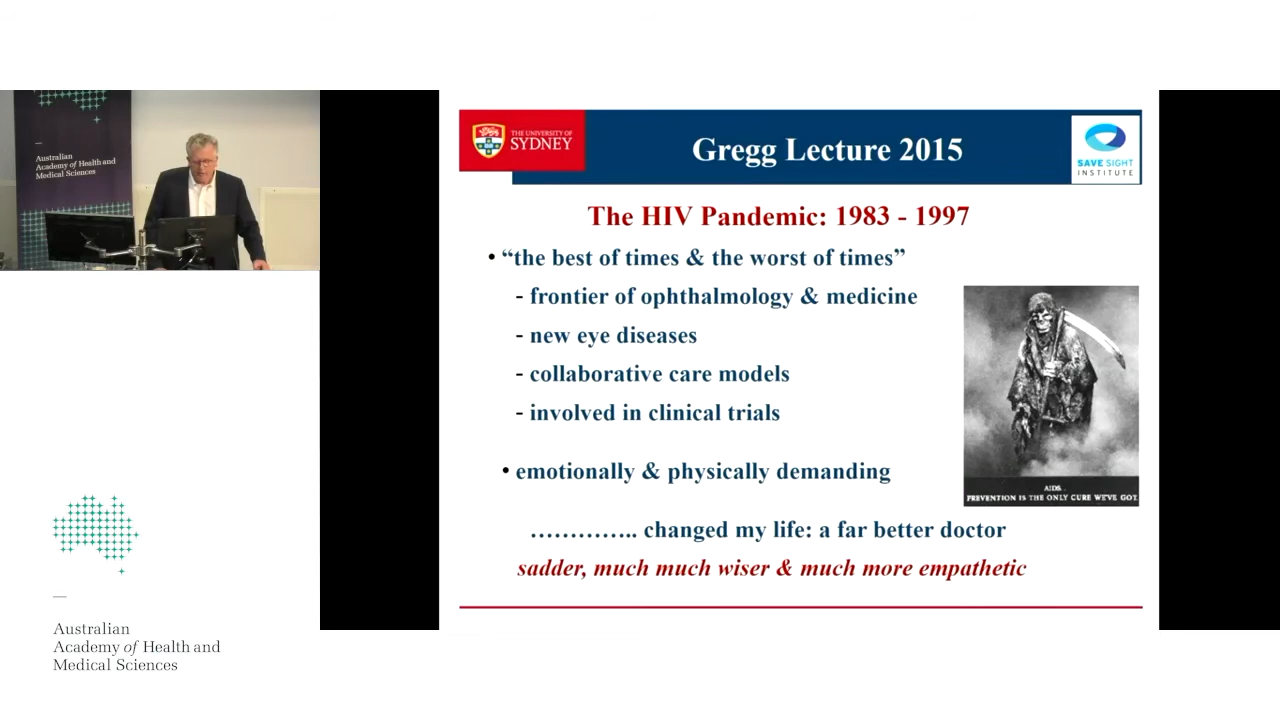 Australian
Academy of Health and
Medical Sciences
THE UNIVERSITY OF
SYDNEY
Gregg Lecture 2015
SAVE SIGHT
INSTITUTE
The HIV Pandemic: 1983 - 1997
• “the best of times & the worst of times”
- frontier of ophthalmology & medicine
- new eye diseases
- collaborative care models
- involved in clinical trials
• emotionally & physically demanding
AIDS.
PREVENTION IS THE ONLY CURE WE'VE GOT.
………….. changed my life: a far better doctor
sadder, much much wiser & much more empathetic
Australian
Academy of Health and
Medical Sciences